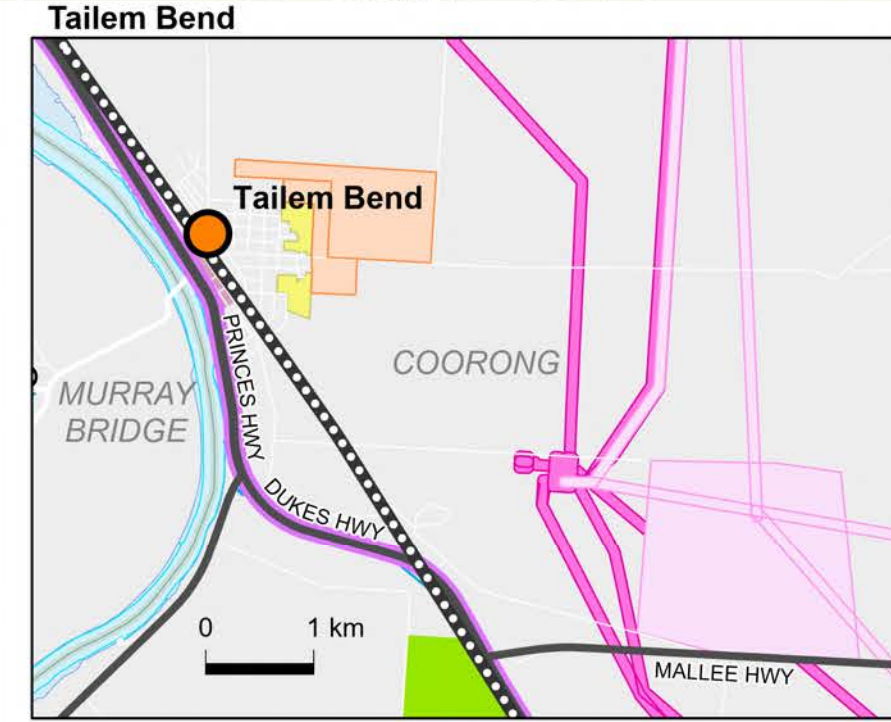 Tailem Bend
Tailem Bend
COORONG
PRINCES HWY
MURRAY
BRIDGE
DUKES HWY
0 1 km
MALLEE HWY